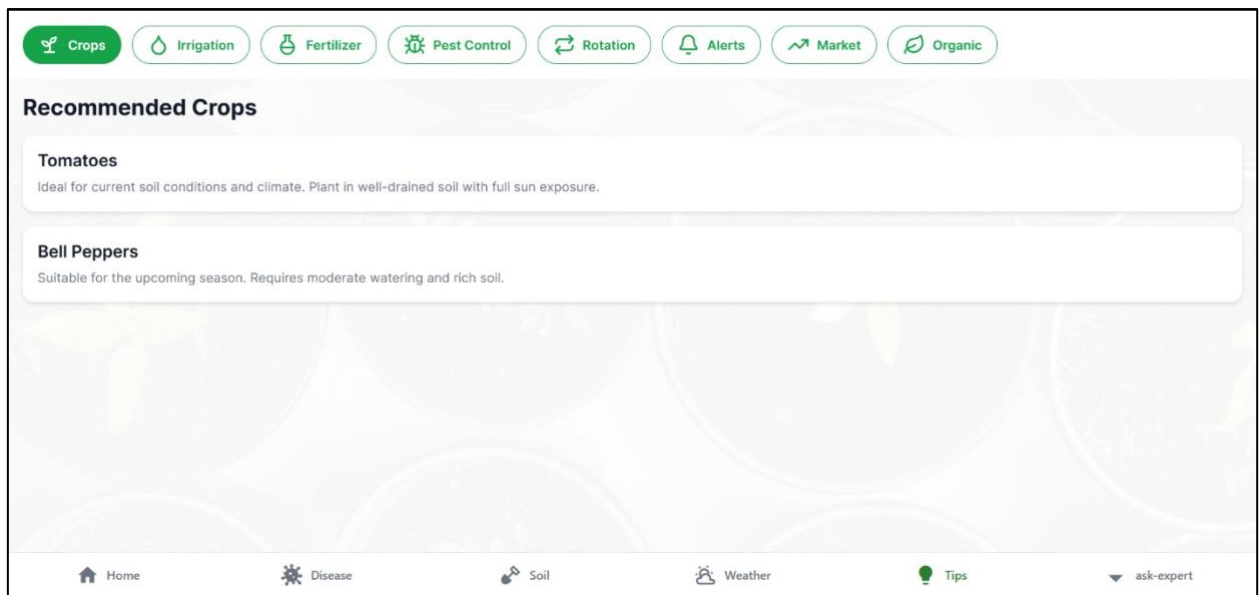 Crops Irrigation Fertilizer Pest Control Rotation Alerts Market Organic
Recommended Crops
Tomatoes
Ideal for current soil conditions and climate. Plant in well-drained soil with full sun exposure.
Bell Peppers
Suitable for the upcoming season. Requires moderate watering and rich soil.
Home Disease Soil Weather Tips ask-expert